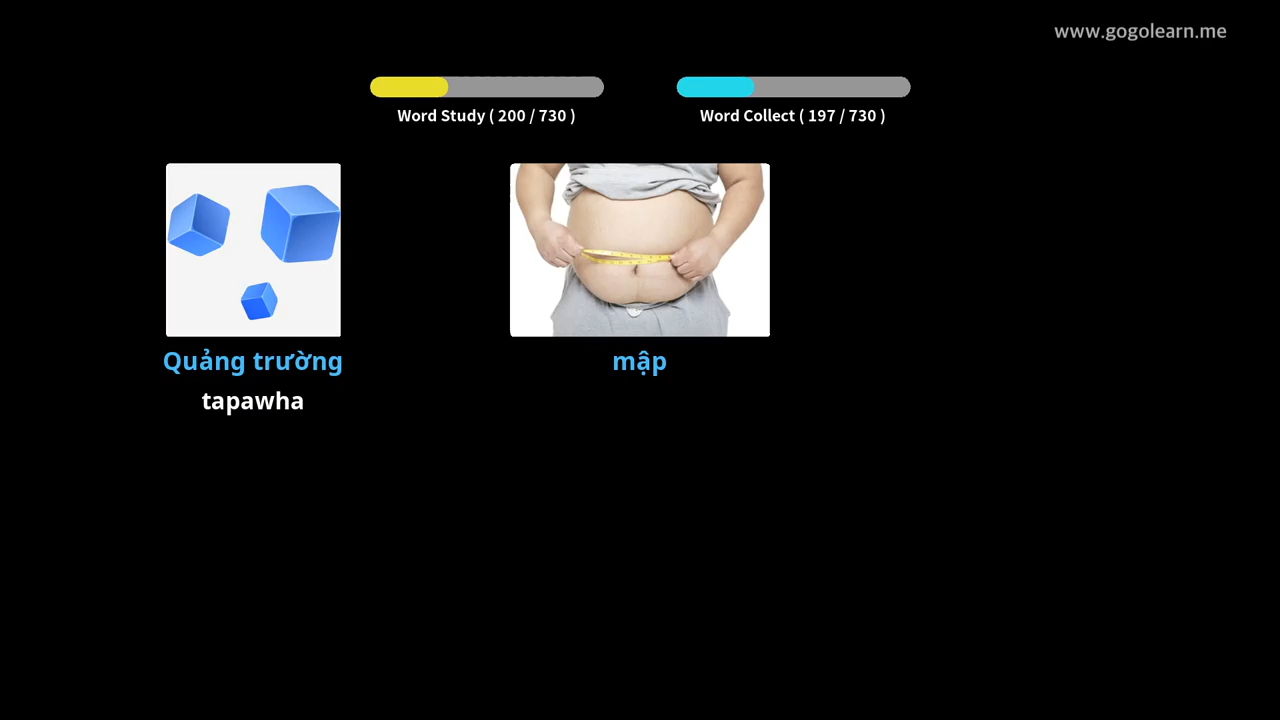 www.gogolearn.me
Word Study ( 200 / 730 )
Word Collect ( 197 / 730 )
Quảng trường
tapawha
mập